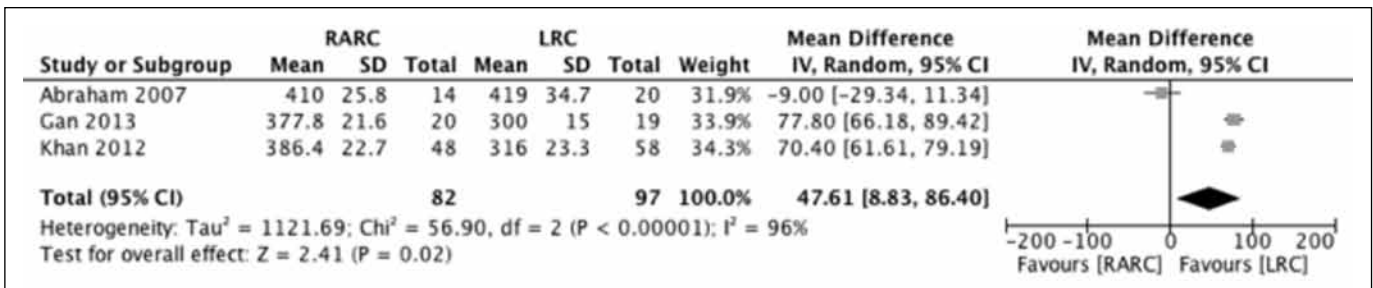 RARC LRC Mean Difference Mean Difference
Study or Subgroup Mean SD Total Mean SD Total Weight IV, Random, 95% CI IV, Random, 95% CI
Abraham 2007 410 25.8 14 419 34.7 20 31.9% -9.00 [-29.34, 11.34]
Gan 2013 377.8 21.6 20 300 15 19 33.9% 77.80 [66.18, 89.42]
Khan 2012 386.4 22.7 48 316 23.3 58 34.3% 70.40 [61.61, 79.19]
Total (95% CI) 82 97 100.0% 47.61 [8.83, 86.40]
Heterogeneity: Tau² = 1121.69; Chi² = 56.90, df = 2 (P < 0.00001); I² = 96%
Test for overall effect: Z = 2.41 (P = 0.02)
-200 -100 0 100 200
Favours [RARC] Favours [LRC]